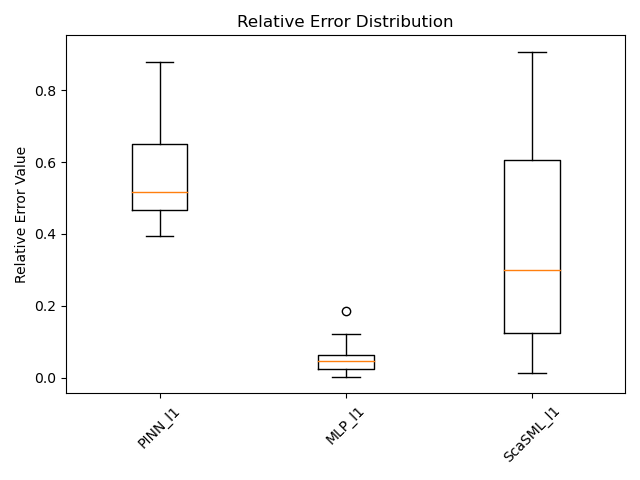 Relative Error Distribution
Relative Error Value
0.8
0.6
0.4
0.2
0.0
PINN_l1
MLP_l1
ScaSML_l1